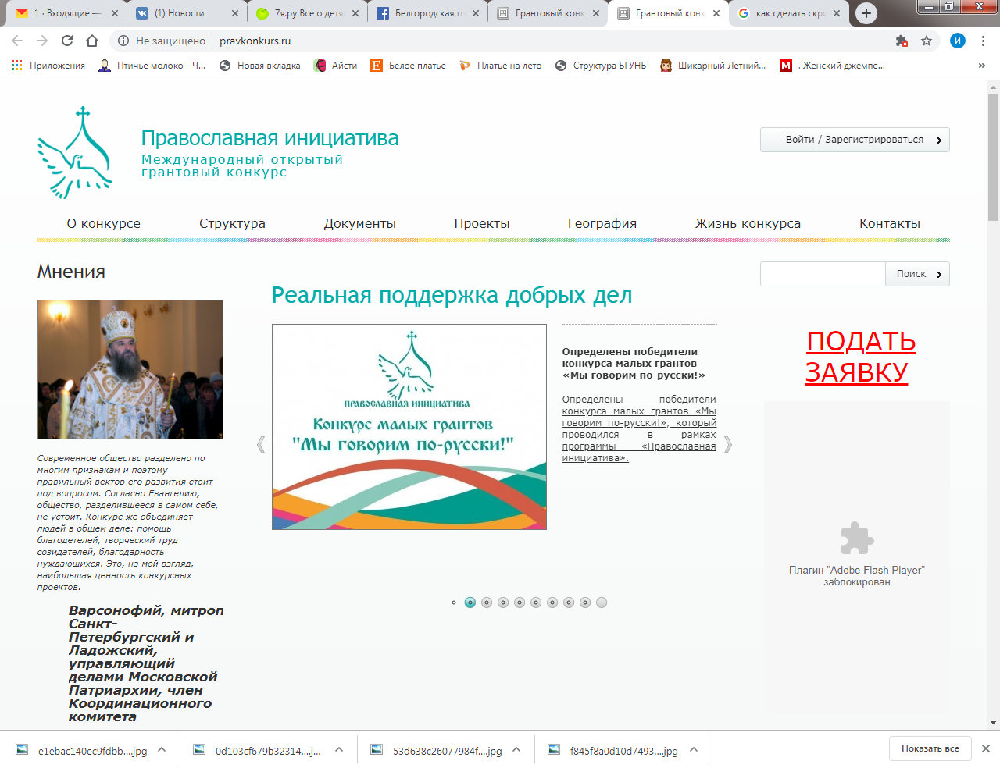 1 · Входящие —
(1) Новости
7я.ру Все о детя
Белгородская го
Грантовый конк
Грантовый конк
как сделать скри
Не защищено
pravkonkurs.ru
И
Приложения
Птичье молоко - Ч...
Новая вкладка
Айсти
Белое платье
Платье на лето
Структура БГУНБ
Шикарный Летний...
. Женский джемпе...
»
Православная инициатива
Международный открытый
грантовый конкурс
Войти / Зарегистрироваться
О конкурсе
Структура
Документы
Проекты
География
Жизнь конкурса
Контакты
Мнения
Современное общество разделено по
многим признакам и поэтому
правильный вектор его развития стоит
под вопросом. Согласно Евангелию,
общество, разделившееся в самом себе,
не устоит. Конкурс же объединяет
людей в общем деле: помощь
благодетелей, творческий труд
созидателей, благодарность
нуждающихся. Это, на мой взгляд,
наибольшая ценность конкурсных
проектов.
Варсонофий, митроп
Санкт-
Петербургский и
Ладожский,
управляющий
делами Московской
Патриархии, член
Координационного
комитета
Реальная поддержка добрых дел
ПРАВОСЛАВНАЯ ИНИЦИАТИВА
Конкурс малых грантов
"Мы говорим по-русски!"
Определены победители
конкурса малых грантов
«Мы говорим по-русски!»
Определены победители
конкурса малых грантов «Мы
говорим по-русски!», который
проводился в рамках
программы «Православная
инициатива».
Поиск
ПОДАТЬ
ЗАЯВКУ
Плагин "Adobe Flash Player"
заблокирован
e1ebac140ec9fdbb....jpg
0d103cf679b32314....j...
53d638c26077984f....jpg
f845f8a0d10d7493....jpg
Показать все